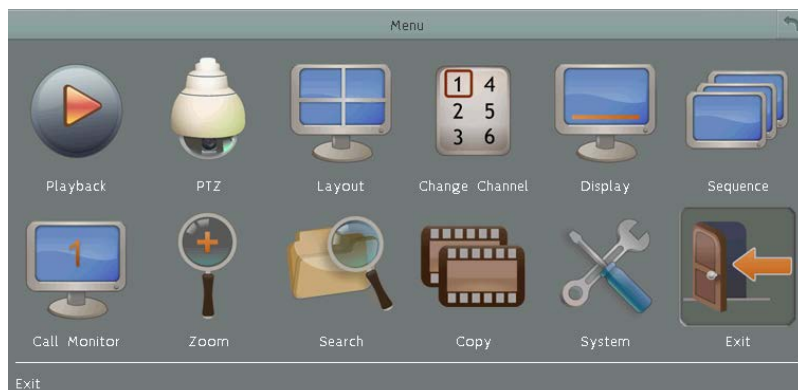 Menu
1 4
2 5
3 6
Playback PTZ Layout Change Channel Display Sequence
1
Call Monitor Zoom Search Copy System Exit
Exit